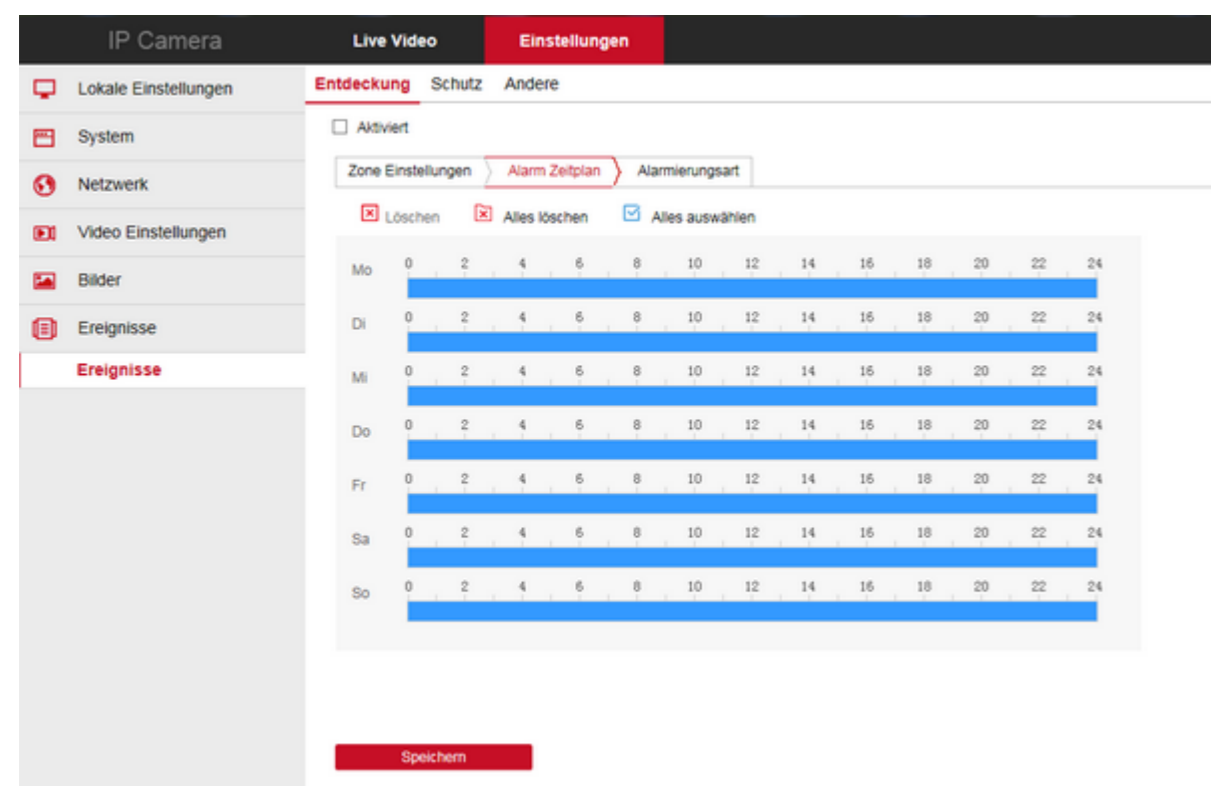 IP Camera Live Video Einstellungen
Lokale Einstellungen
System
Netzwerk
Video Einstellungen
Bilder
Ereignisse
Ereignisse
Entdeckung Schutz Andere
Aktiviert
Zone Einstellungen Alarm Zeitplan Alarmierungsart
Löschen Alles löschen Alles auswählen
Mo 0 2 4 6 8 10 12 14 16 18 20 22 24
Di 0 2 4 6 8 10 12 14 16 18 20 22 24
Mi 0 2 4 6 8 10 12 14 16 18 20 22 24
Do 0 2 4 6 8 10 12 14 16 18 20 22 24
Fr 0 2 4 6 8 10 12 14 16 18 20 22 24
Sa 0 2 4 6 8 10 12 14 16 18 20 22 24
So 0 2 4 6 8 10 12 14 16 18 20 22 24
Speichern